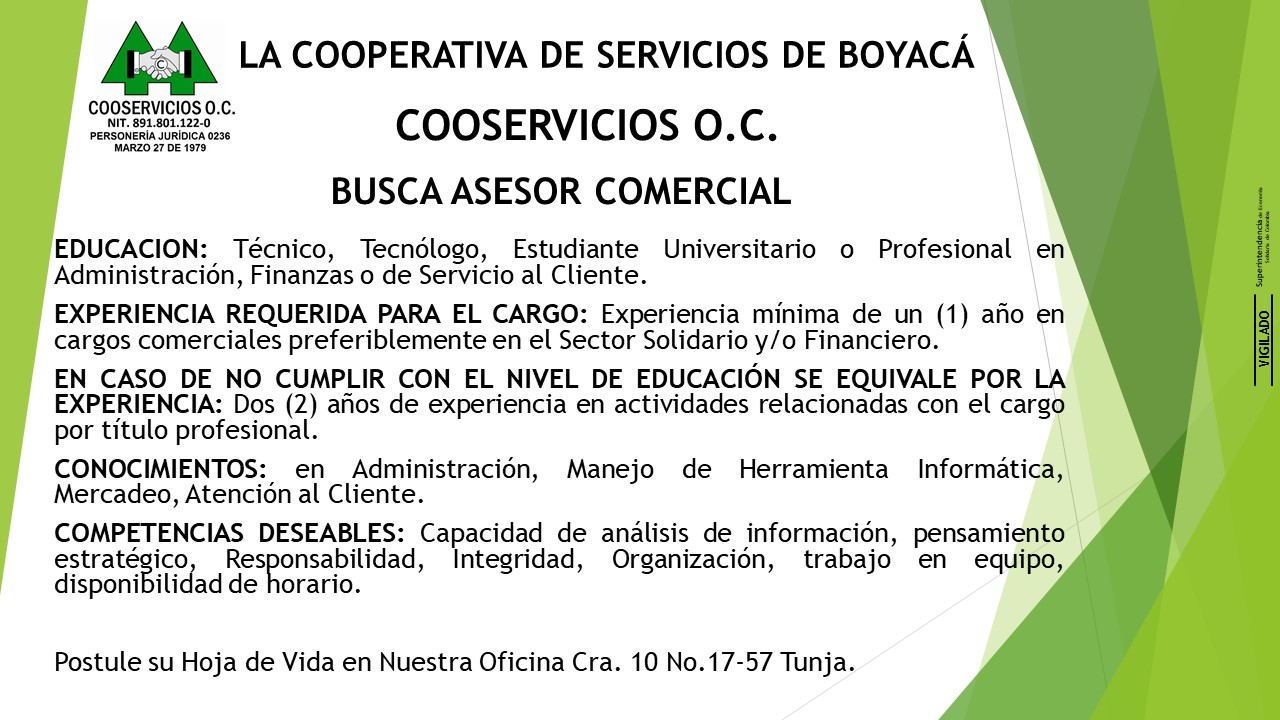 LA COOPERATIVA DE SERVICIOS DE BOYACÁ
COOSERVICIOS O.C.
NIT. 891.801.122-0
PERSONERÍA JURÍDICA 0236
MARZO 27 DE 1979
COOSERVICIOS O.C.
BUSCA ASESOR COMERCIAL
EDUCACION: Técnico, Tecnólogo, Estudiante Universitario o Profesional en
Administración, Finanzas o de Servicio al Cliente.
EXPERIENCIA REQUERIDA PARA EL CARGO: Experiencia mínima de un (1) año en
cargos comerciales preferiblemente en el Sector Solidario y/o Financiero.
EN CASO DE NO CUMPLIR CON EL NIVEL DE EDUCACIÓN SE EQUIVALE POR LA
EXPERIENCIA: Dos (2) años de experiencia en actividades relacionadas con el cargo
por título profesional.
CONOCIMIENTOS: en Administración, Manejo de Herramienta Informática,
Mercadeo, Atención al Cliente.
COMPETENCIAS DESEABLES: Capacidad de análisis de información, pensamiento
estratégico, Responsabilidad, Integridad, Organización, trabajo en equipo,
disponibilidad de horario.
Postule su Hoja de Vida en Nuestra Oficina Cra. 10 No.17-57 Tunja.
VIGILADO
Superintendencia de Economía
Solidaria de Colombia